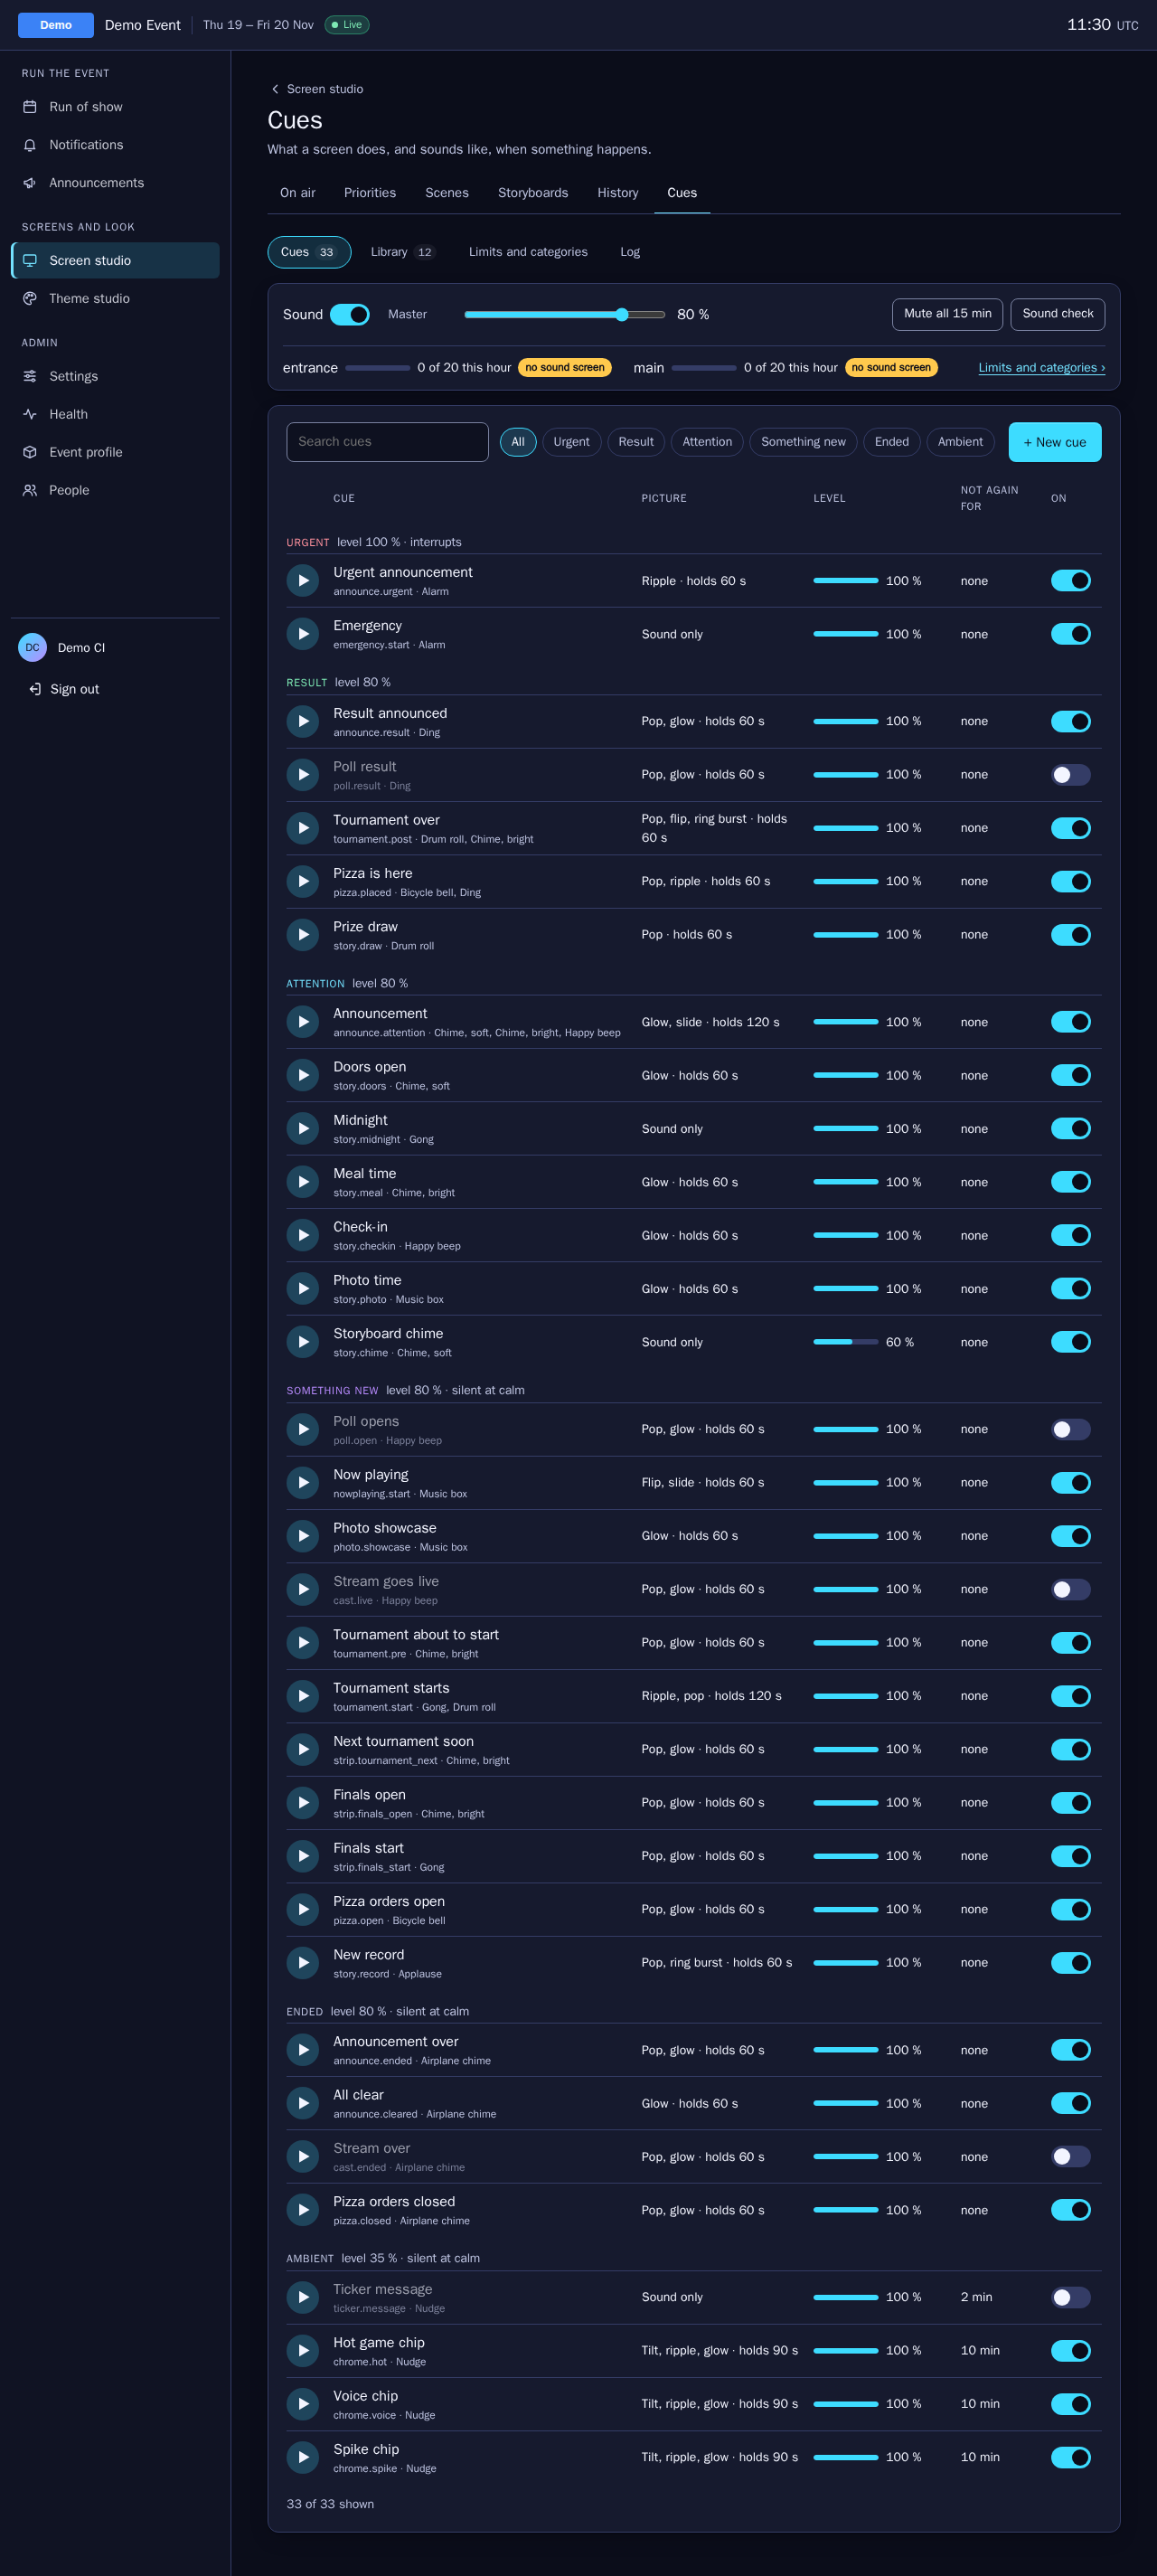 Demo Demo Event Thu 19 – Fri 20 Nov Live 11:30 UTC
RUN THE EVENT
Run of show
Notifications
Announcements
SCREENS AND LOOK
Screen studio
Theme studio
ADMIN
Settings
Health
Event profile
People
DC Demo CI
Sign out
Screen studio
Cues
What a screen does, and sounds like, when something happens.
On air Priorities Scenes Storyboards History Cues
Cues 33 Library 12 Limits and categories Log
Sound Master 80 % Mute all 15 min Sound check
entrance 0 of 20 this hour no sound screen main 0 of 20 this hour no sound screen Limits and categories ›
Search cues All Urgent Result Attention Something new Ended Ambient + New cue
CUE PICTURE LEVEL NOT AGAIN FOR ON
URGENT level 100 % · interrupts
Urgent announcement
announce.urgent · Alarm
Ripple · holds 60 s 100 % none
Emergency
emergency.start · Alarm
Sound only 100 % none
RESULT level 80 %
Result announced
announce.result · Ding
Pop, glow · holds 60 s 100 % none
Poll result
poll.result · Ding
Pop, glow · holds 60 s 100 % none
Tournament over
tournament.post · Drum roll, Chime, bright
Pop, flip, ring burst · holds
60 s
100 % none
Pizza is here
pizza.placed · Bicycle bell, Ding
Pop, ripple · holds 60 s 100 % none
Prize draw
story.draw · Drum roll
Pop · holds 60 s 100 % none
ATTENTION level 80 %
Announcement
announce.attention · Chime, soft, Chime, bright, Happy beep
Glow, slide · holds 120 s 100 % none
Doors open
story.doors · Chime, soft
Glow · holds 60 s 100 % none
Midnight
story.midnight · Gong
Sound only 100 % none
Meal time
story.meal · Chime, bright
Glow · holds 60 s 100 % none
Check-in
story.checkin · Happy beep
Glow · holds 60 s 100 % none
Photo time
story.photo · Music box
Glow · holds 60 s 100 % none
Storyboard chime
story.chime · Chime, soft
Sound only 60 % none
SOMETHING NEW level 80 % · silent at calm
Poll opens
poll.open · Happy beep
Pop, glow · holds 60 s 100 % none
Now playing
nowplaying.start · Music box
Flip, slide · holds 60 s 100 % none
Photo showcase
photo.showcase · Music box
Glow · holds 60 s 100 % none
Stream goes live
cast.live · Happy beep
Pop, glow · holds 60 s 100 % none
Tournament about to start
tournament.pre · Chime, bright
Pop, glow · holds 60 s 100 % none
Tournament starts
tournament.start · Gong, Drum roll
Ripple, pop · holds 120 s 100 % none
Next tournament soon
strip.tournament_next · Chime, bright
Pop, glow · holds 60 s 100 % none
Finals open
strip.finals_open · Chime, bright
Pop, glow · holds 60 s 100 % none
Finals start
strip.finals_start · Gong
Pop, glow · holds 60 s 100 % none
Pizza orders open
pizza.open · Bicycle bell
Pop, glow · holds 60 s 100 % none
New record
story.record · Applause
Pop, ring burst · holds 60 s 100 % none
ENDED level 80 % · silent at calm
Announcement over
announce.ended · Airplane chime
Pop, glow · holds 60 s 100 % none
All clear
announce.cleared · Airplane chime
Glow · holds 60 s 100 % none
Stream over
cast.ended · Airplane chime
Pop, glow · holds 60 s 100 % none
Pizza orders closed
pizza.closed · Airplane chime
Pop, glow · holds 60 s 100 % none
AMBIENT level 35 % · silent at calm
Ticker message
ticker.message · Nudge
Sound only 100 % 2 min
Hot game chip
chrome.hot · Nudge
Tilt, ripple, glow · holds 90 s 100 % 10 min
Voice chip
chrome.voice · Nudge
Tilt, ripple, glow · holds 90 s 100 % 10 min
Spike chip
chrome.spike · Nudge
Tilt, ripple, glow · holds 90 s 100 % 10 min
33 of 33 shown